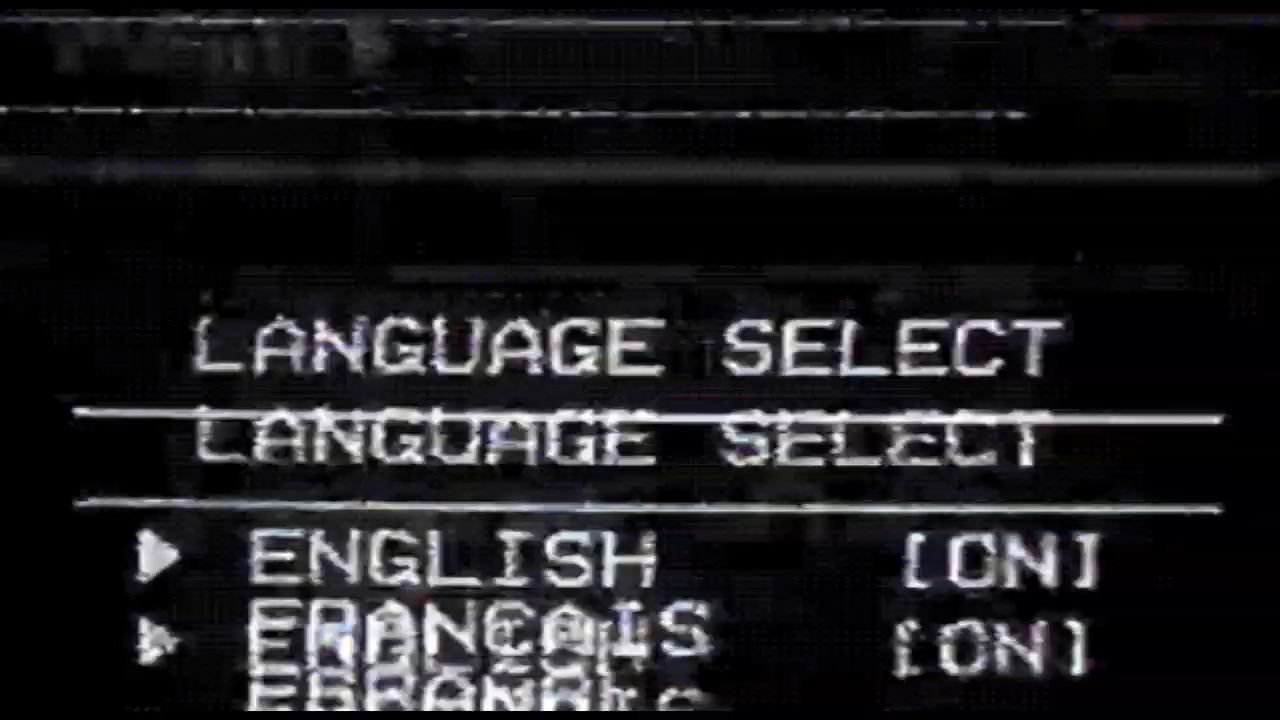 LANGUAGE SELECT
LANGUAGE SELECT
▶ ENGLISH [ON]
FRANCAIS
▶ [ON]